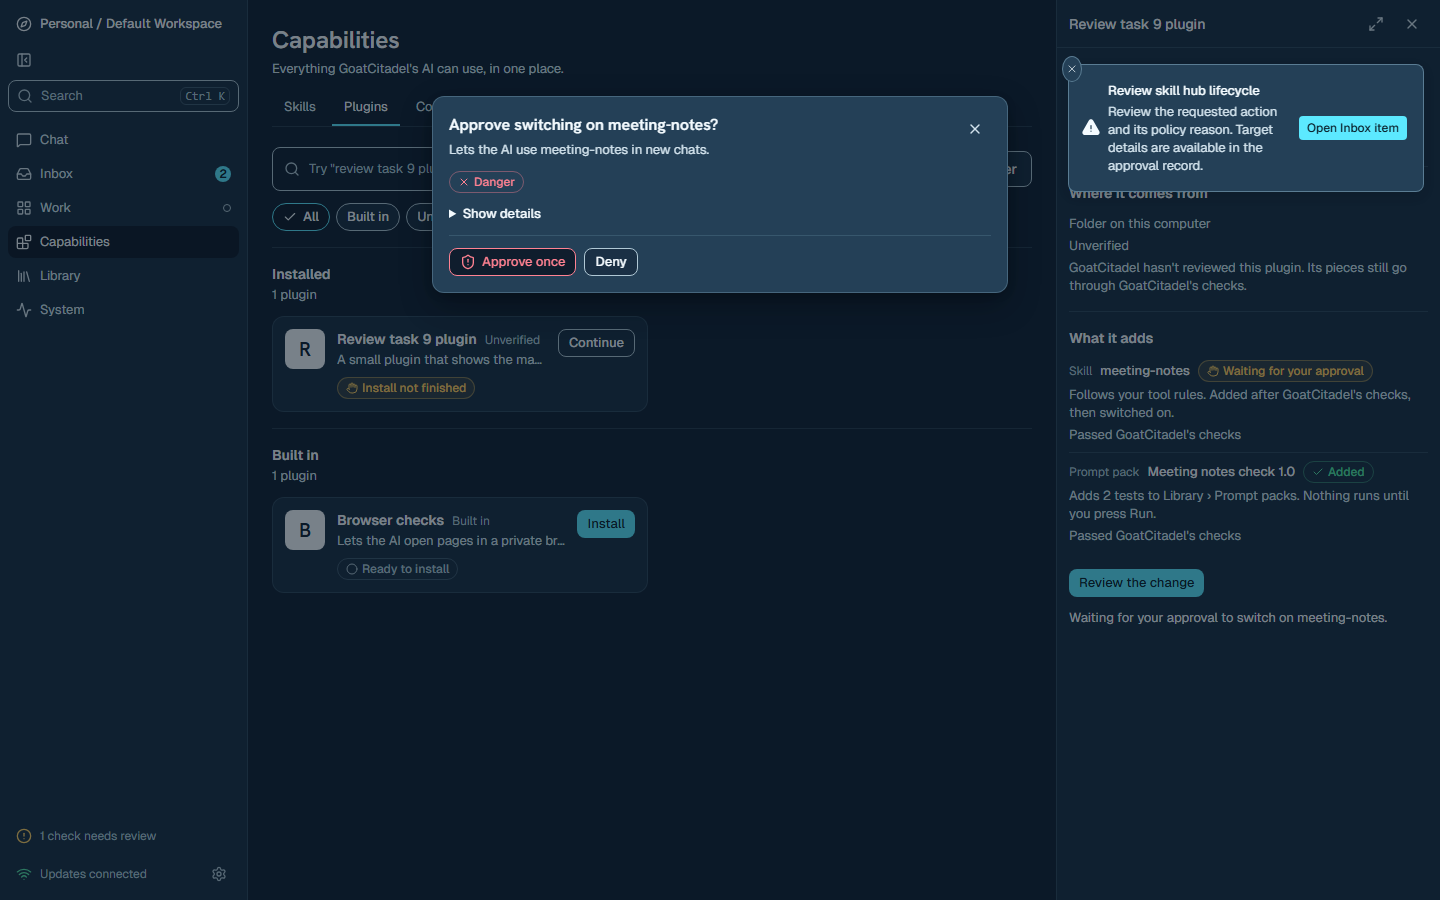 Personal / Default Workspace
Search
Ctrl K
Chat
Inbox
2
Work
Capabilities
Library
System
1 check needs review
Updates connected
Capabilities
Everything GoatCitadel's AI can use, in one place.
Skills
Plugins
Try "review task 9
All
Built in
Installed
1 plugin
R
Review task 9 plugin
Unverified
Continue
A small plugin that shows the ma...
Install not finished
Built in
1 plugin
B
Browser checks
Built in
Install
Lets the AI open pages in a private br...
Ready to install
Approve switching on meeting-notes?
Lets the AI use meeting-notes in new chats.
Danger
Show details
Approve once
Deny
Review task 9 plugin
Review skill hub lifecycle
Review the requested action
and its policy reason. Target
details are available in the
approval record.
Open Inbox item
Where it comes from
Folder on this computer
Unverified
GoatCitadel hasn't reviewed this plugin. Its pieces still go
through GoatCitadel's checks.
What it adds
Skill meeting-notes
Waiting for your approval
Follows your tool rules. Added after GoatCitadel's checks,
then switched on.
Passed GoatCitadel's checks
Prompt pack Meeting notes check 1.0
Added
Adds 2 tests to Library › Prompt packs. Nothing runs until
you press Run.
Passed GoatCitadel's checks
Review the change
Waiting for your approval to switch on meeting-notes.